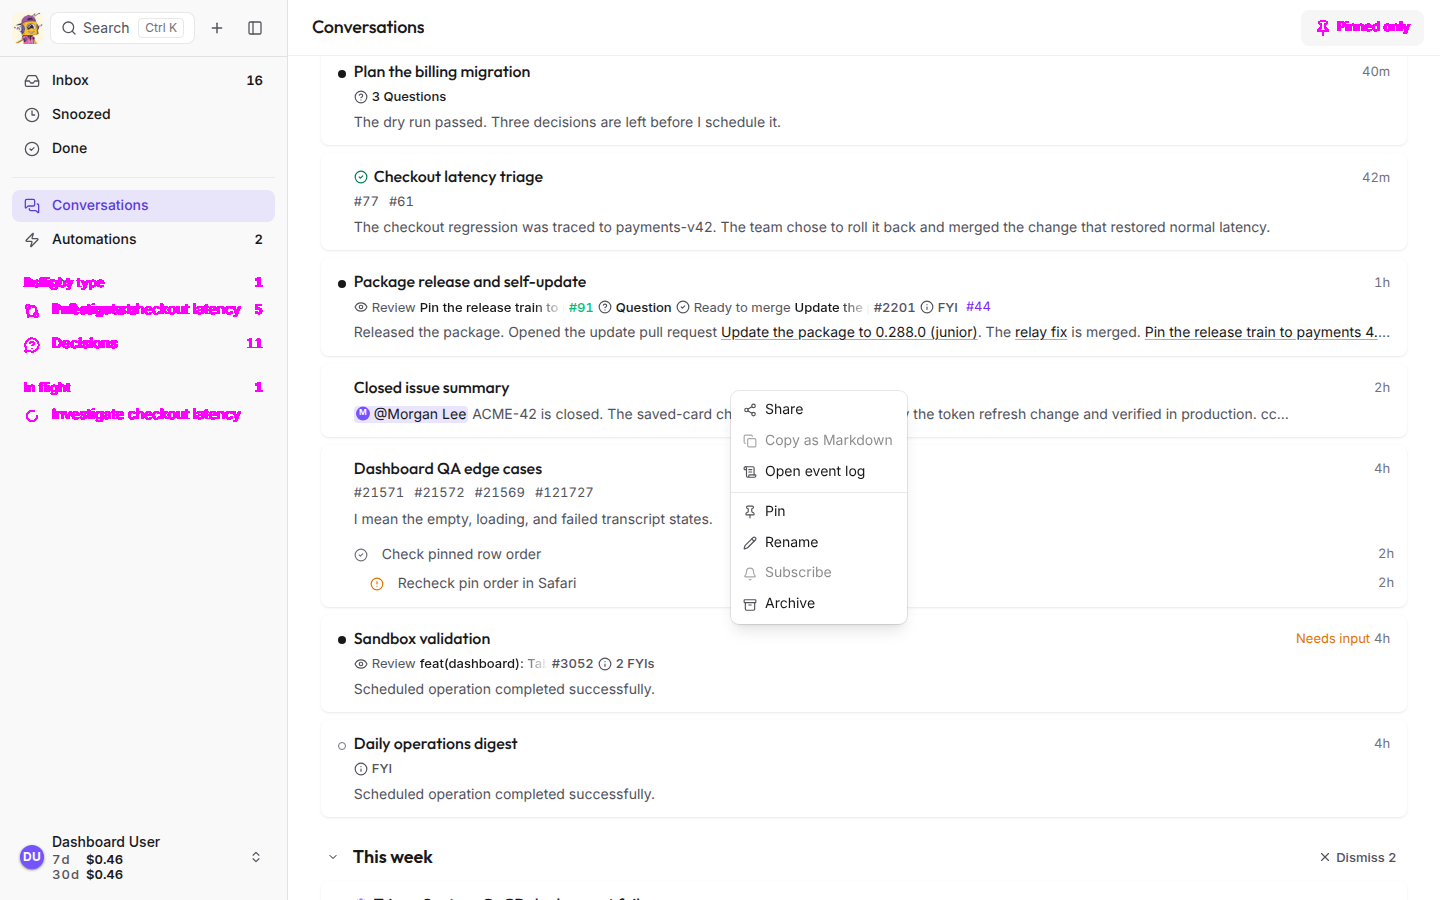 Search Ctrl K
Inbox 16
Snoozed
Done
Conversations
Automations 2
type 1
checkout latency 5
Decisions 11
In flight 1
Investigate checkout latency
Dashboard User
DU
7d $0.46
30d $0.46
Conversations
Pinned only
Plan the billing migration 40m
3 Questions
The dry run passed. Three decisions are left before I schedule it.
Checkout latency triage 42m
#77 #61
The checkout regression was traced to payments-v42. The team chose to roll it back and merged the change that restored normal latency.
Package release and self-update 1h
Review Pin the release train to #91 Question Ready to merge Update the #2201 FYI #44
Released the package. Opened the update pull request Update the package to 0.288.0 (junior). The relay fix is merged. Pin the release train to payments 4....
Closed issue summary 2h
M @Morgan Lee ACME-42 is closed. The saved-card ch
the token refresh change and verified in production. cc...
Share
Copy as Markdown
Open event log
Pin
Rename
Subscribe
Archive
Dashboard QA edge cases 4h
#21571 #21572 #21569 #121727
I mean the empty, loading, and failed transcript states.
Check pinned row order 2h
Recheck pin order in Safari 2h
Sandbox validation Needs input 4h
Review feat(dashboard): Tal #3052 2 FYIs
Scheduled operation completed successfully.
Daily operations digest 4h
FYI
Scheduled operation completed successfully.
This week Dismiss 2